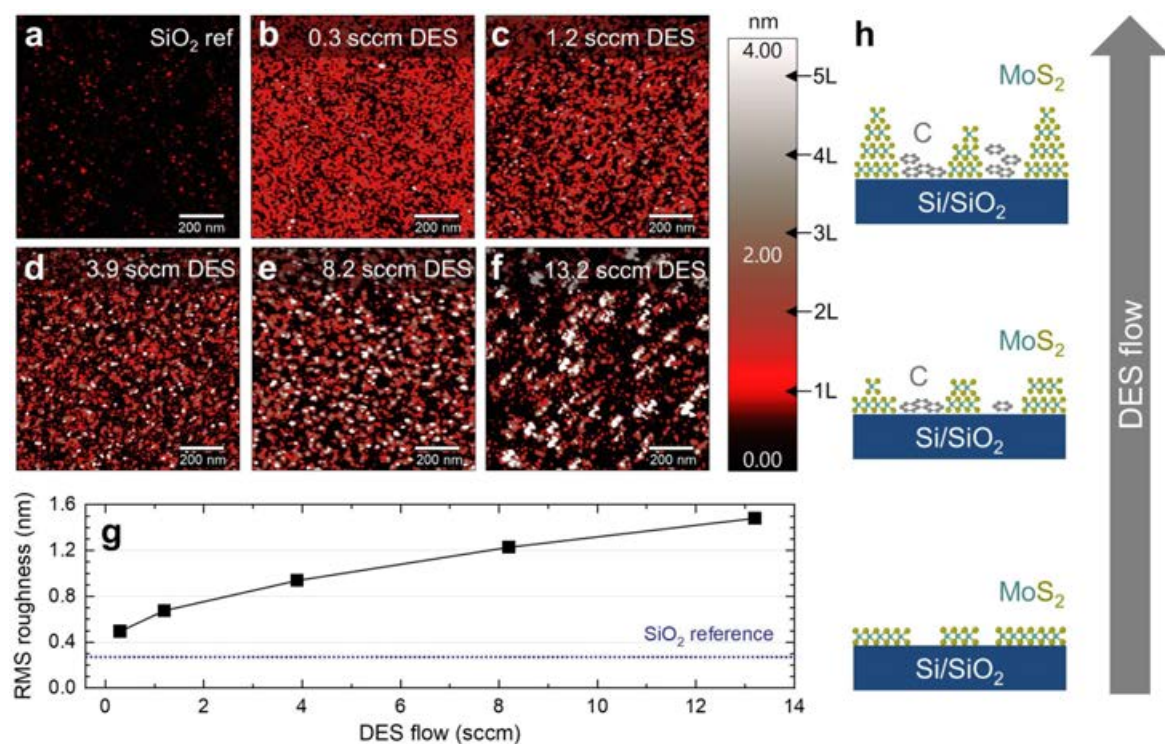 a SiO₂ ref
200 nm
b 0.3 sccm DES
200 nm
c 1.2 sccm DES
200 nm
d 3.9 sccm DES
200 nm
e 8.2 sccm DES
200 nm
f 13.2 sccm DES
200 nm
nm
4.00
5L
4L
3L
2.00
2L
1L
0.00
g
RMS roughness (nm)
1.6
1.2
0.8
0.4
0.0
SiO₂ reference
0 2 4 6 8 10 12 14
DES flow (sccm)
h
MoS₂
C
Si/SiO₂
MoS₂
C
Si/SiO₂
MoS₂
Si/SiO₂
DES flow